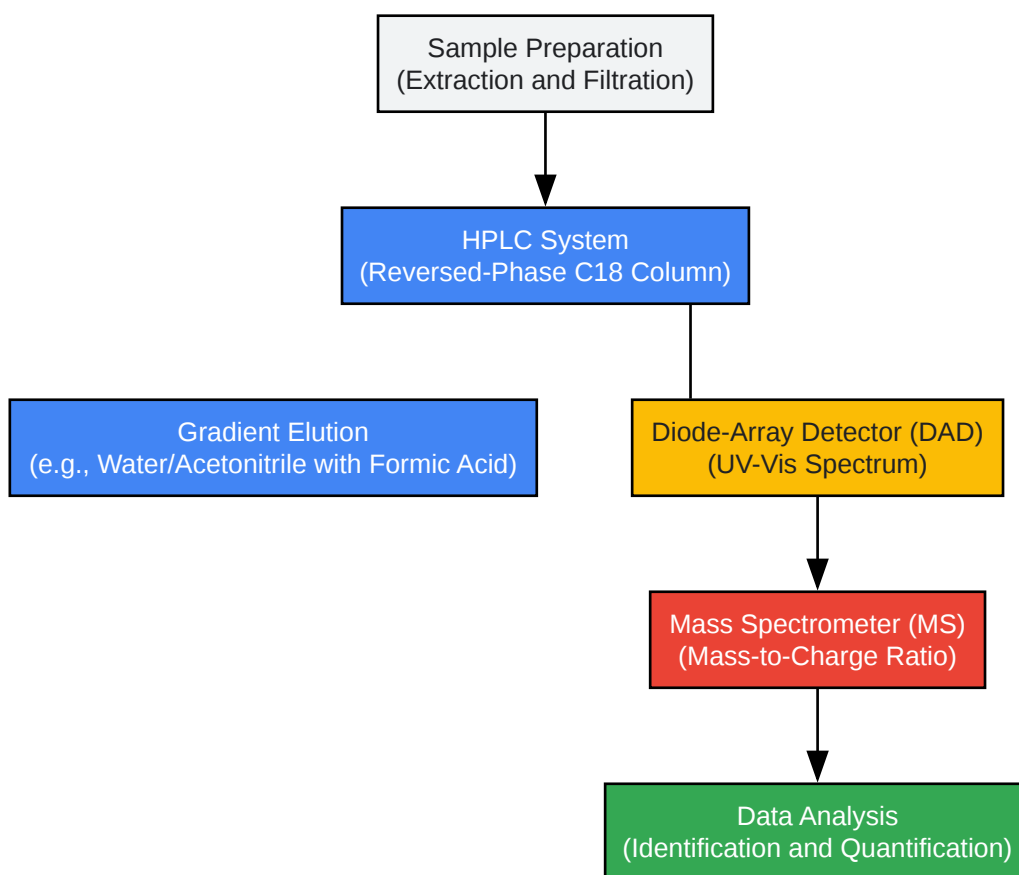 Sample Preparation
(Extraction and Filtration)
HPLC System
(Reversed-Phase C18 Column)
Gradient Elution
(e.g., Water/Acetonitrile with Formic Acid)
Diode-Array Detector (DAD)
(UV-Vis Spectrum)
Mass Spectrometer (MS)
(Mass-to-Charge Ratio)
Data Analysis
(Identification and Quantification)